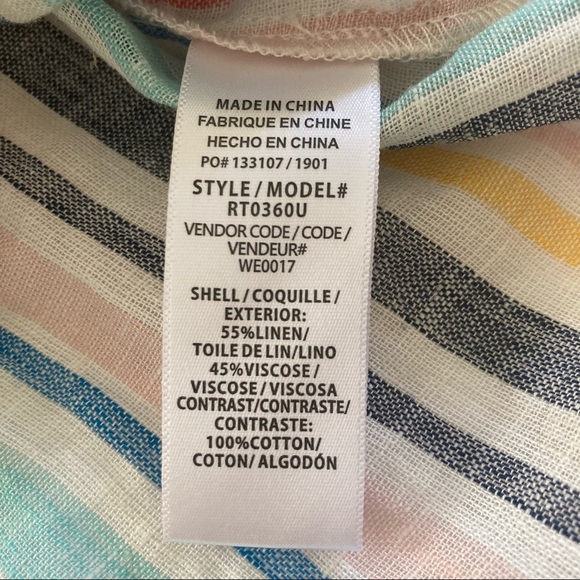 MADE IN CHINA
FABRIQUE EN CHINE
HECHO EN CHINA
PO# 133107 / 1901
STYLE / MODEL#
RT0360U
VENDOR CODE / CODE /
VENDEUR#
WE0017
SHELL / COQUILLE /
EXTERIOR:
55%LINEN/
TOILE DE LIN/LINO
45%VISCOSE /
VISCOSE / VISCOSA
CONTRAST/CONTRASTE/
CONTRASTE:
100%COTTON/
COTON/ ALGODÓN